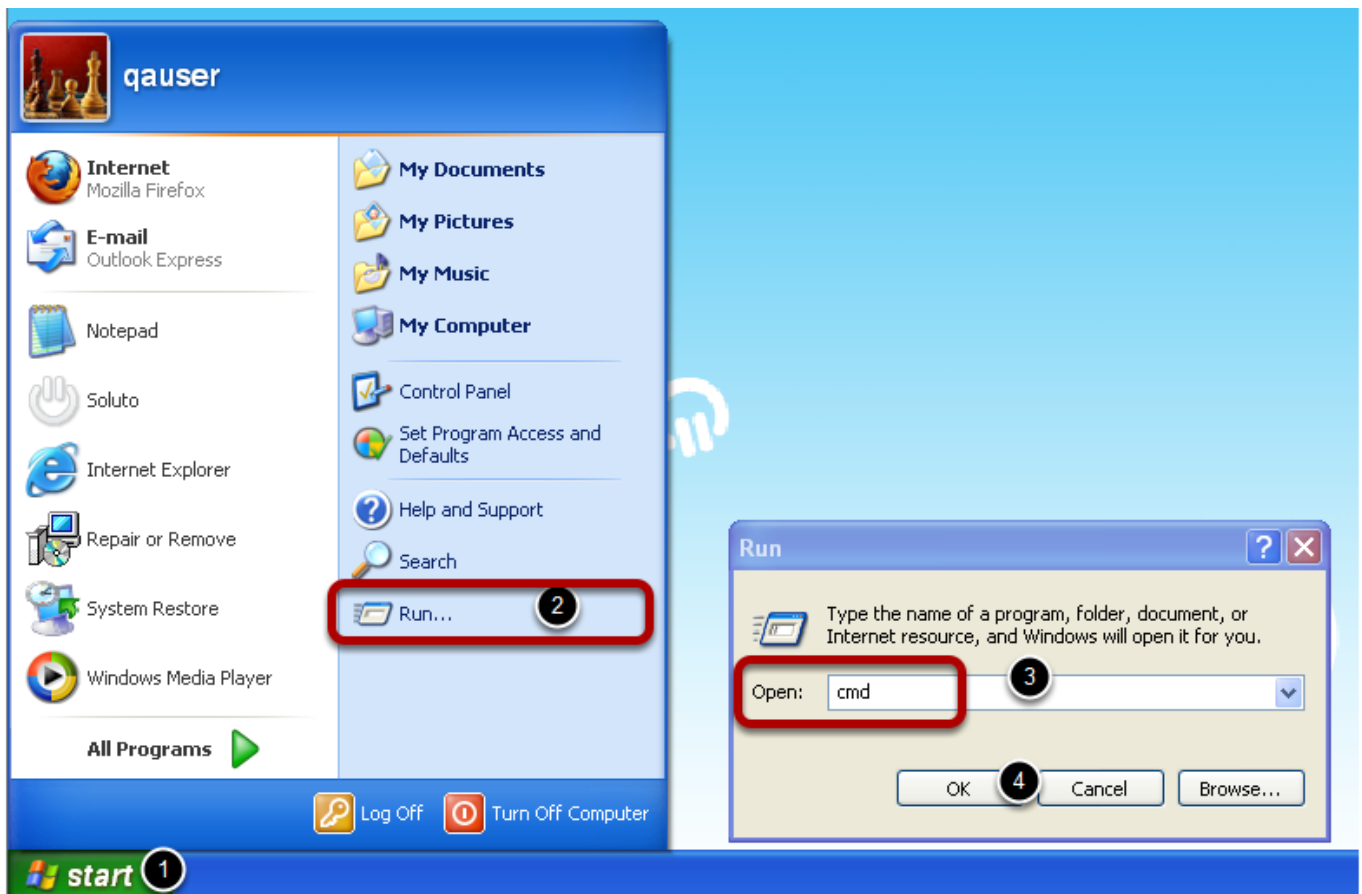 qauser
Internet
Mozilla Firefox
E-mail
Outlook Express
Notepad
Soluto
Internet Explorer
Repair or Remove
System Restore
Windows Media Player
All Programs
My Documents
My Pictures
My Music
My Computer
Control Panel
Set Program Access and
Defaults
Help and Support
Search
Run...
2
Log Off
Turn Off Computer
start
1
Run
Type the name of a program, folder, document, or
Internet resource, and Windows will open it for you.
Open:
cmd
3
OK
4
Cancel
Browse...